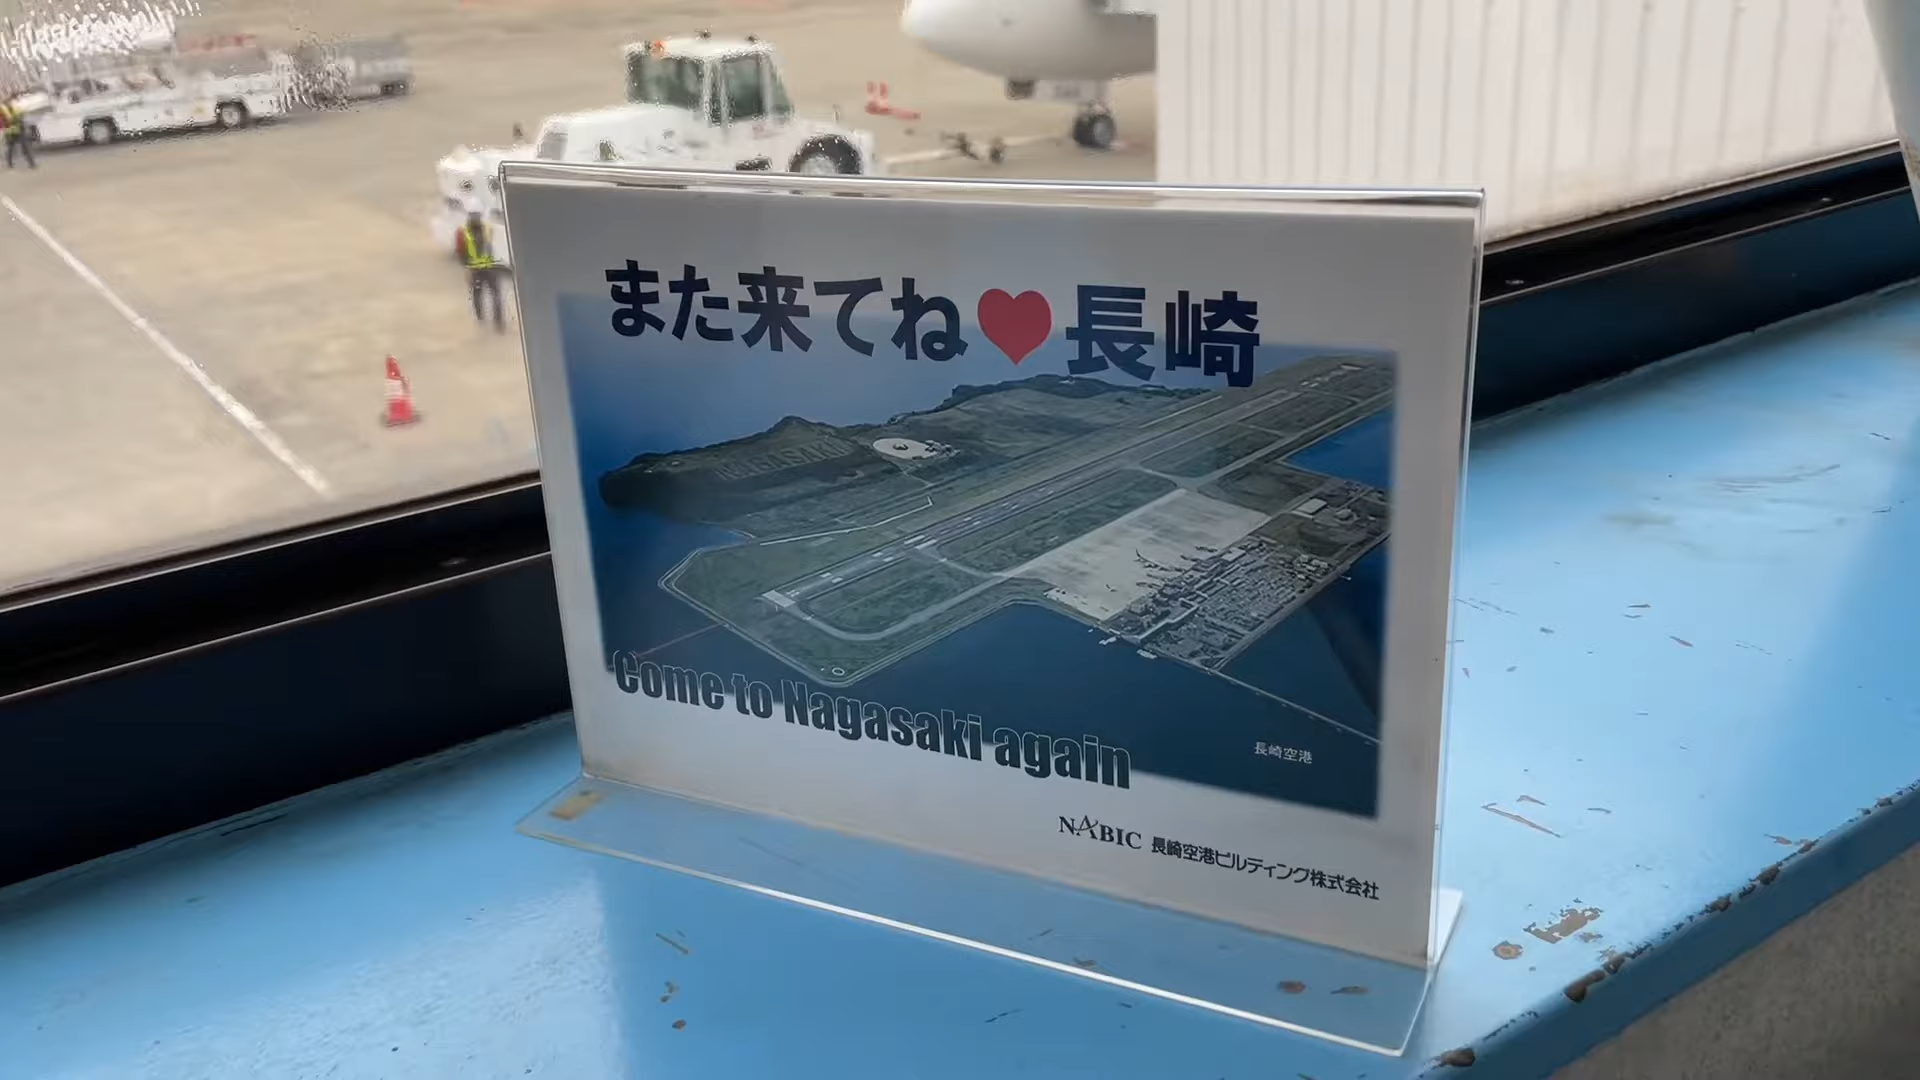 また来てね♥長崎
NAGASAKI
Come to Nagasaki again
長崎空港
NABIC 長崎空港ビルディング株式会社